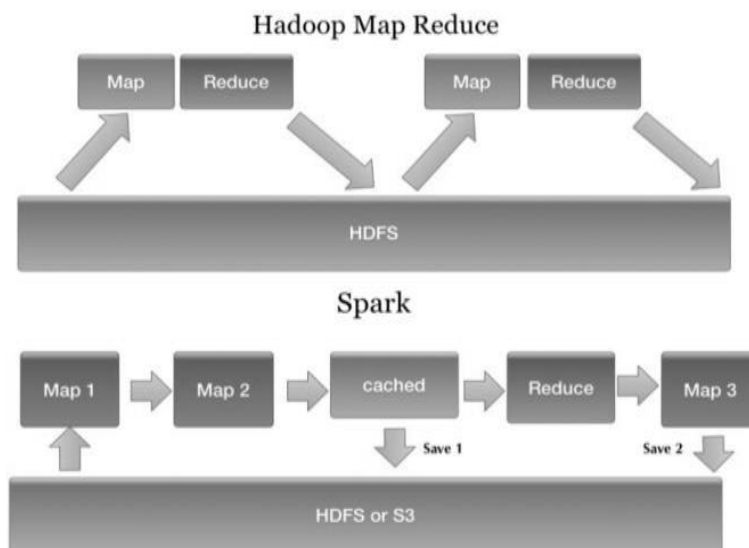 Hadoop Map Reduce
Map Reduce Map Reduce
HDFS
Spark
Map 1 Map 2 cached Reduce Map 3
Save 1 Save 2
HDFS or S3